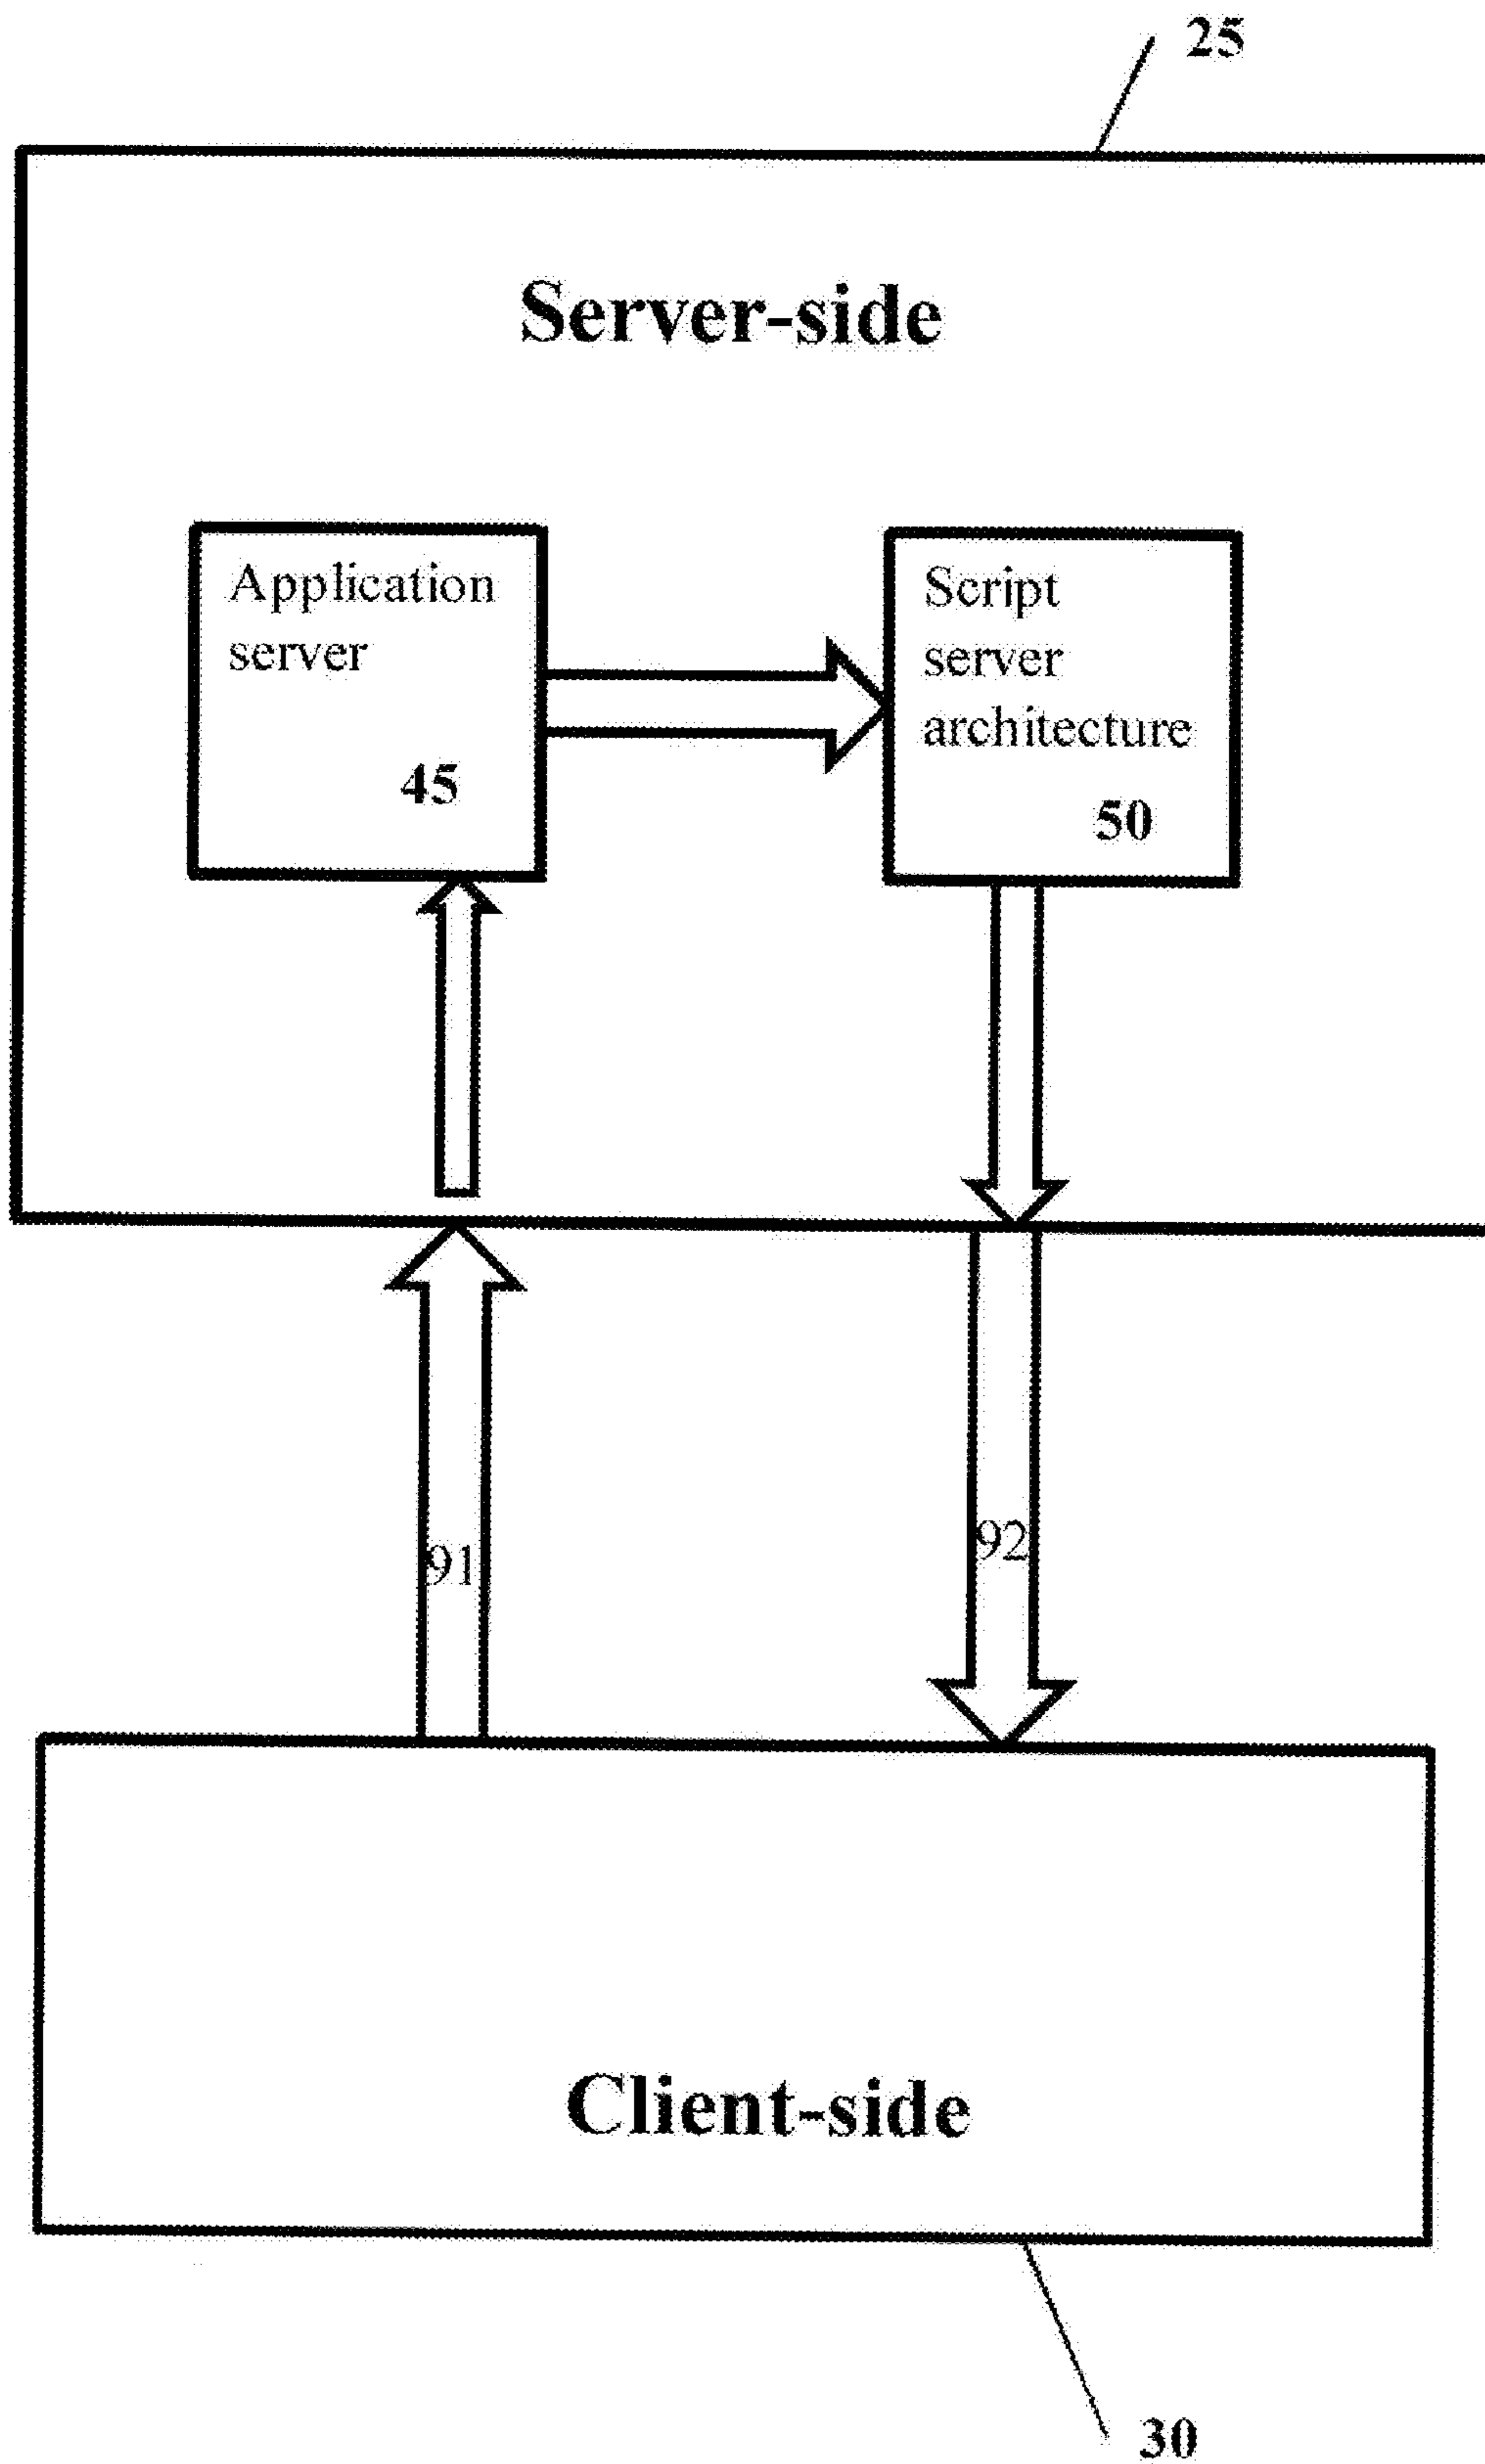 25
Server-side
Application
server
45
Script
server
architecture
50
91
92
Client-side
30